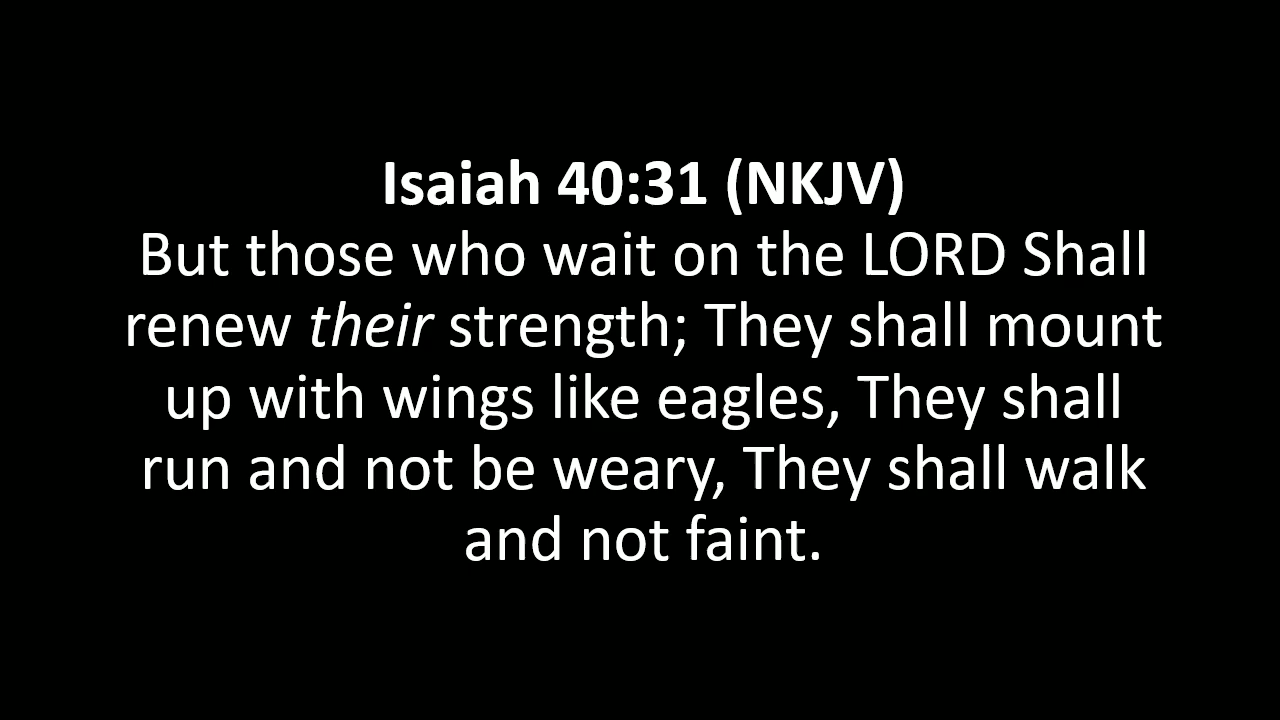 Isaiah 40:31 (NKJV)
But those who wait on the LORD Shall
renew their strength; They shall mount
up with wings like eagles, They shall
run and not be weary, They shall walk
and not faint.